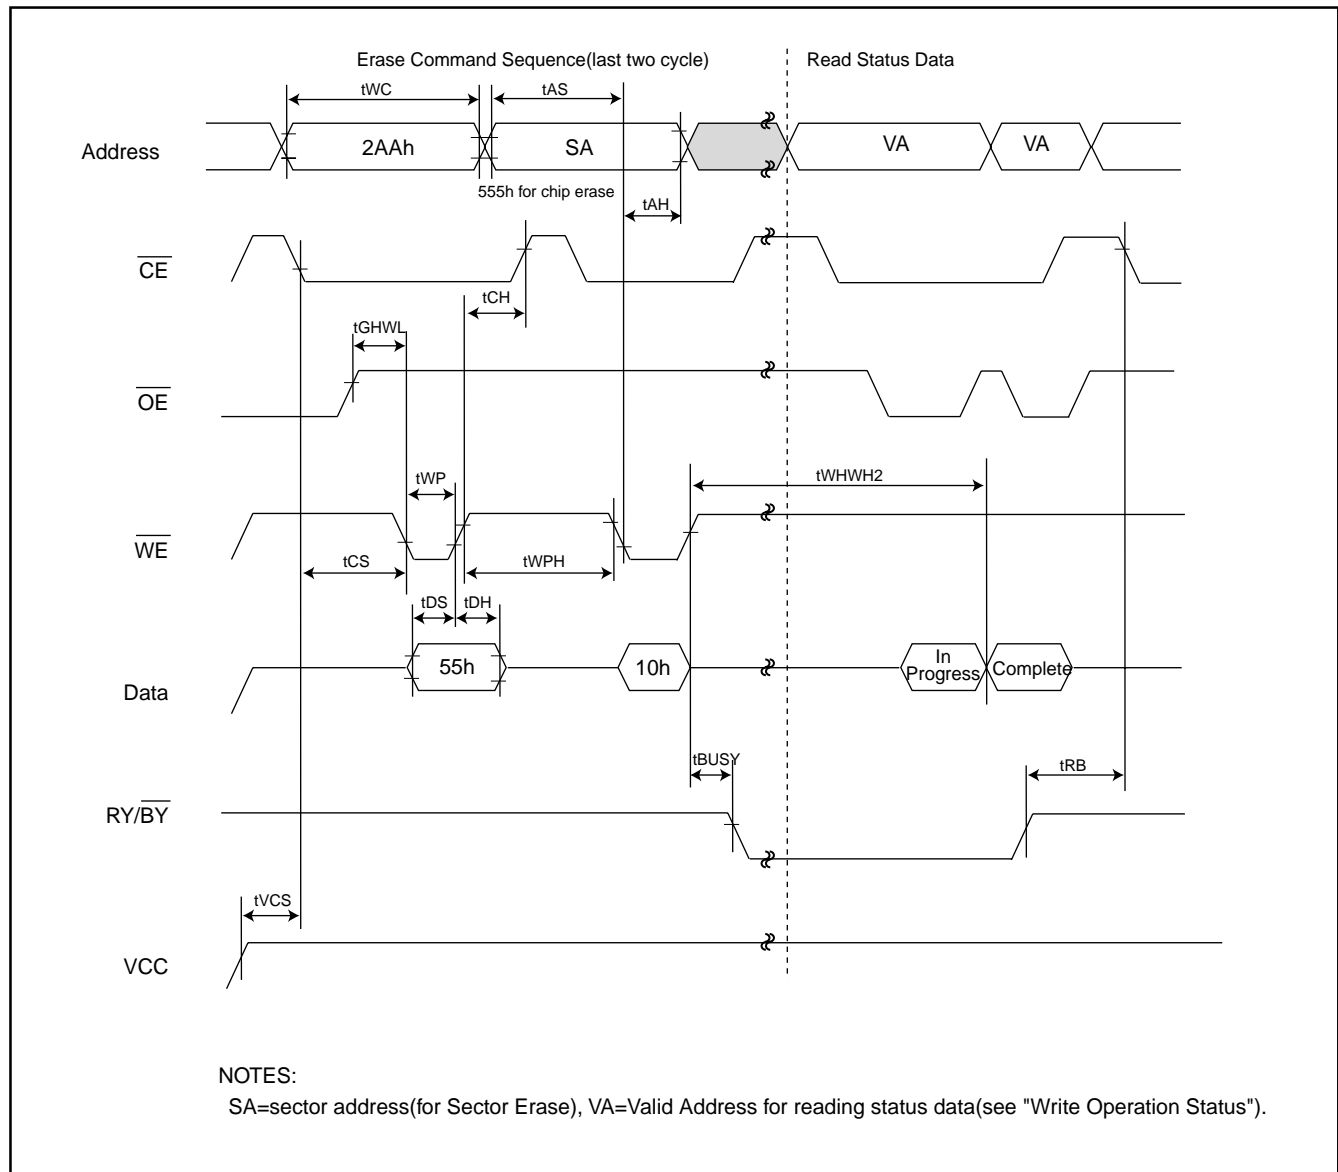 Erase Command Sequence(last two cycle)
Read Status Data
tWC
tAS
Address
2AAh
SA
VA
VA
555h for chip erase
tAH
CE
tCH
tGHWL
OE
tWP
tWHWH2
WE
tCS
tWPH
tDS
tDH
Data
55h
10h
In
Progress
Complete
tBUSY
tRB
RY/BY
tVCS
VCC
NOTES:
SA=sector address(for Sector Erase), VA=Valid Address for reading status data(see "Write Operation Status").